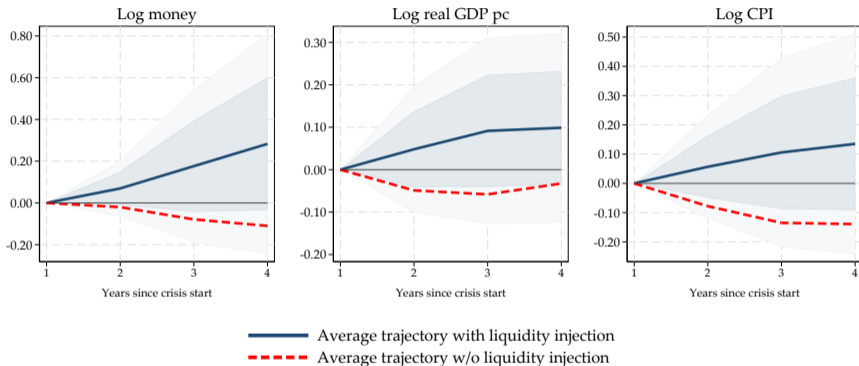 Log money
0.80
0.60
0.40
0.20
0.00
-0.20
1 2 3 4
Years since crisis start
Log real GDP pc
0.30
0.20
0.10
0.00
-0.10
-0.20
1 2 3 4
Years since crisis start
Log CPI
0.50
0.40
0.30
0.20
0.10
0.00
-0.10
-0.20
1 2 3 4
Years since crisis start
Average trajectory with liquidity injection
Average trajectory w/o liquidity injection